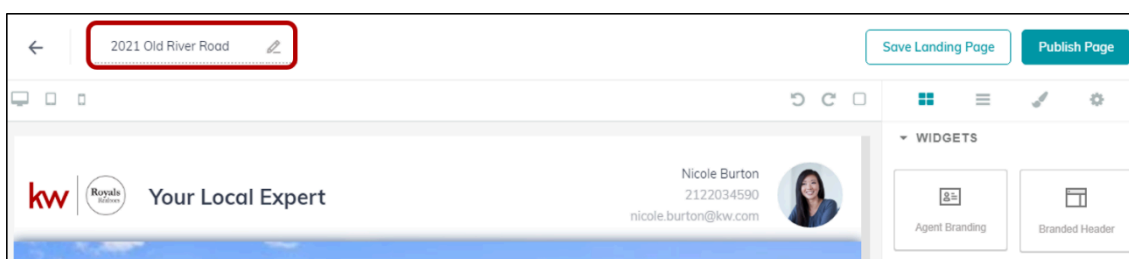 2021 Old River Road
Save Landing Page
Publish Page
WIDGETS
kw
Royals
Your Local Expert
Nicole Burton
2122034590
nicole.burton@kw.com
Agent Branding
Branded Header